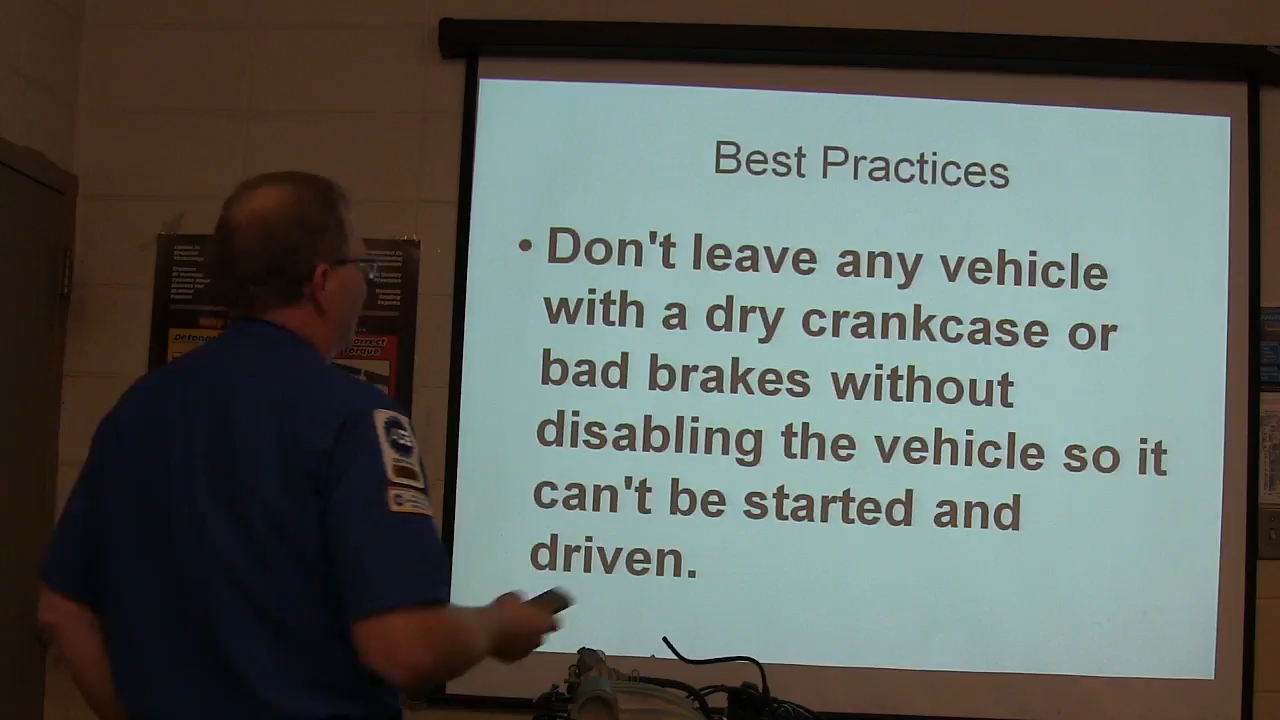 Best Practices
• Don't leave any vehicle
with a dry crankcase or
bad brakes without
disabling the vehicle so it
can't be started and
driven.